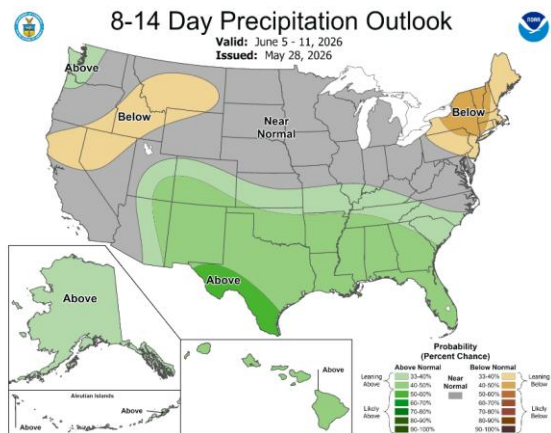 8-14 Day Precipitation Outlook
Valid: June 5 - 11, 2026
Issued: May 28, 2026
NOAA
Above
Below
Near
Normal
Below
Above
Above
Aleutian Islands
Above
Above
Above
Probability
(Percent Chance)
Above Normal
Below Normal
Leaning
Above
33-40%
40-50%
50-60%
60-70%
70-80%
80-90%
90-100%
Likely
Above
Near
Normal
33-40%
40-50%
50-60%
60-70%
70-80%
80-90%
90-100%
Leaning
Below
Likely
Below